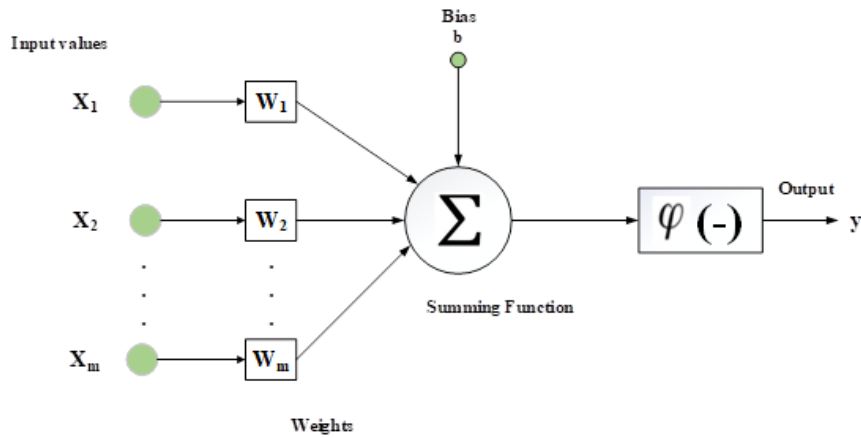 Bias
b
Input values
X₁ W₁
Σ
X₂ W₂
φ (-)
Output
y
Summing Function
Xₘ Wₘ
Weights